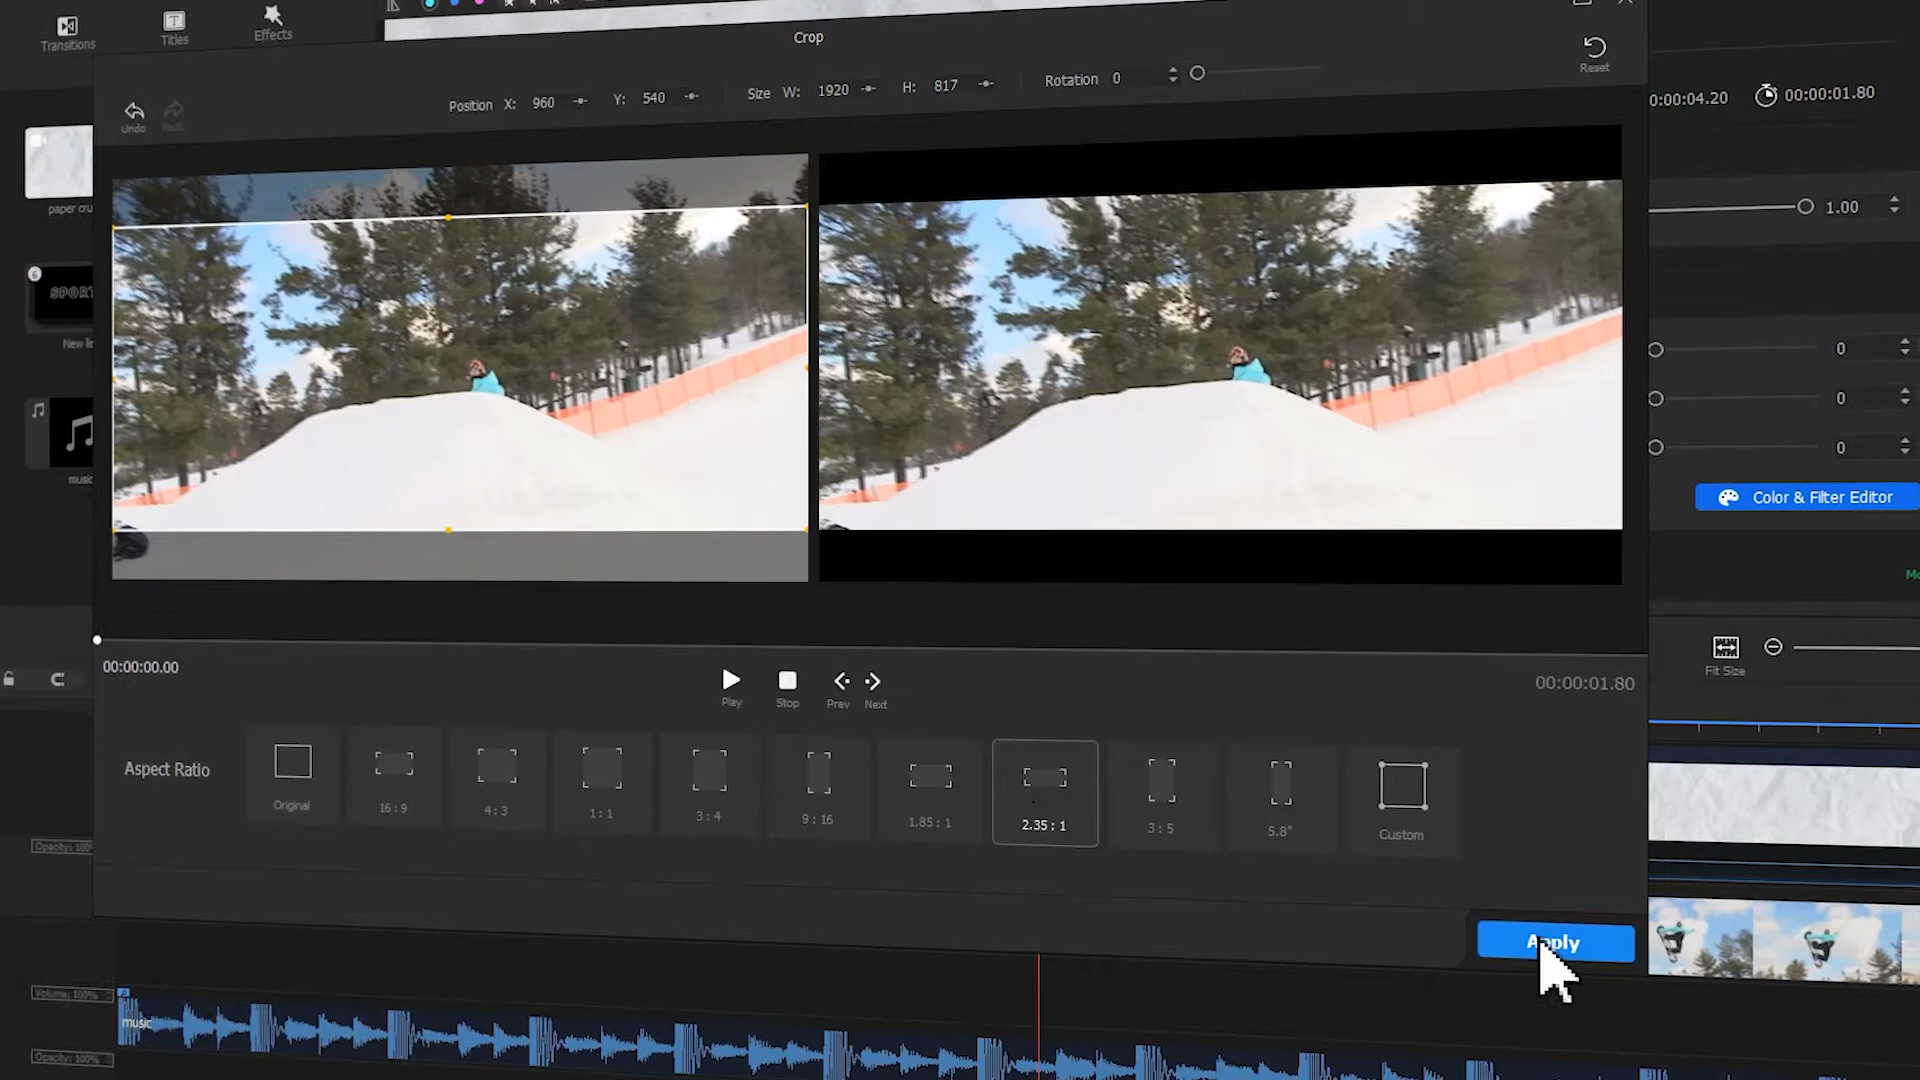 Transitions
Titles
Effects
Crop
Reset
Position X: 960 Y: 540 Size W: 1920 H: 817 Rotation 0
Undo
Redo
0:00:04.20 00:00:01.80
paper cru
1.00
6
SPORT
New li
0
0
music
0
Color & Filter Editor
Mo
00:00:00.00
Play Stop Prev Next
00:00:01.80
Fit Size
Aspect Ratio
Original
16 : 9
4 : 3
1 : 1
3 : 4
9 : 16
1.85 : 1
2.35 : 1
3 : 5
5.8"
Custom
Opacity: 100%
Apply
Volume: 100%
music
Opacity: 100%